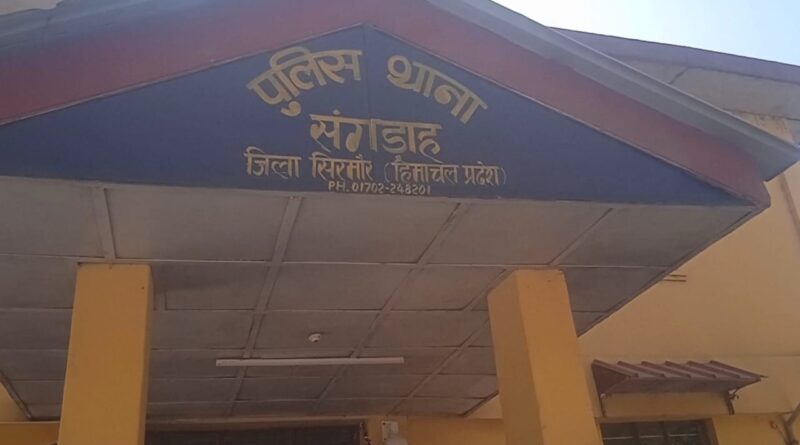 पुलिस थाना
संगडाह
जिला सिरमौर (हिमाचल प्रदेश)
PH. 01702-248201